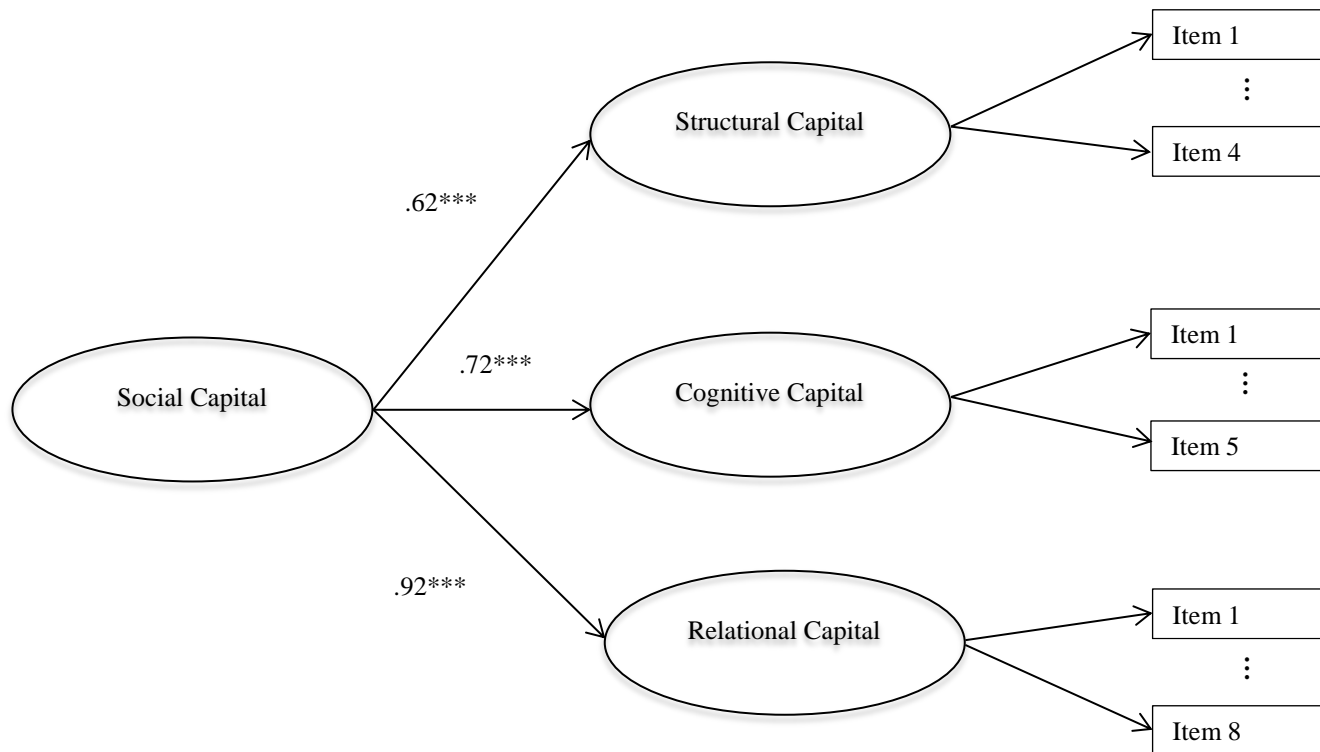 Item 1
⋮
Structural Capital
Item 4
.62***
Item 1
.72***
⋮
Social Capital
Cognitive Capital
Item 5
.92***
Item 1
Relational Capital
⋮
Item 8